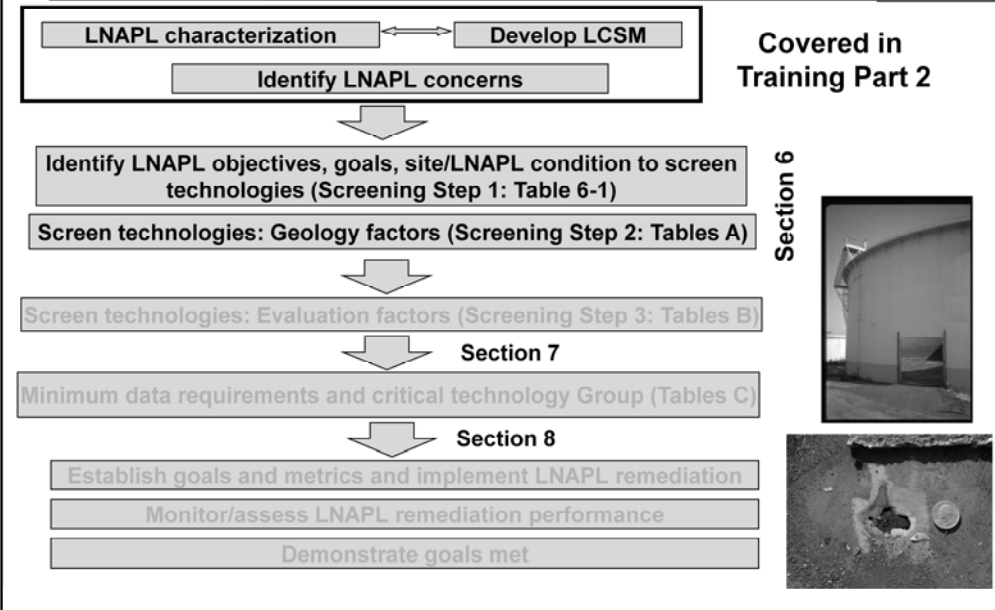 LNAPL characterization
Develop LCSM
Identify LNAPL concerns
Covered in
Training Part 2
Identify LNAPL objectives, goals, site/LNAPL condition to screen
technologies (Screening Step 1: Table 6-1)
Screen technologies: Geology factors (Screening Step 2: Tables A)
Section 6
Screen technologies: Evaluation factors (Screening Step 3: Tables B)
Section 7
Minimum data requirements and critical technology Group (Tables C)
Section 8
Establish goals and metrics and implement LNAPL remediation
Monitor/assess LNAPL remediation performance
Demonstrate goals met